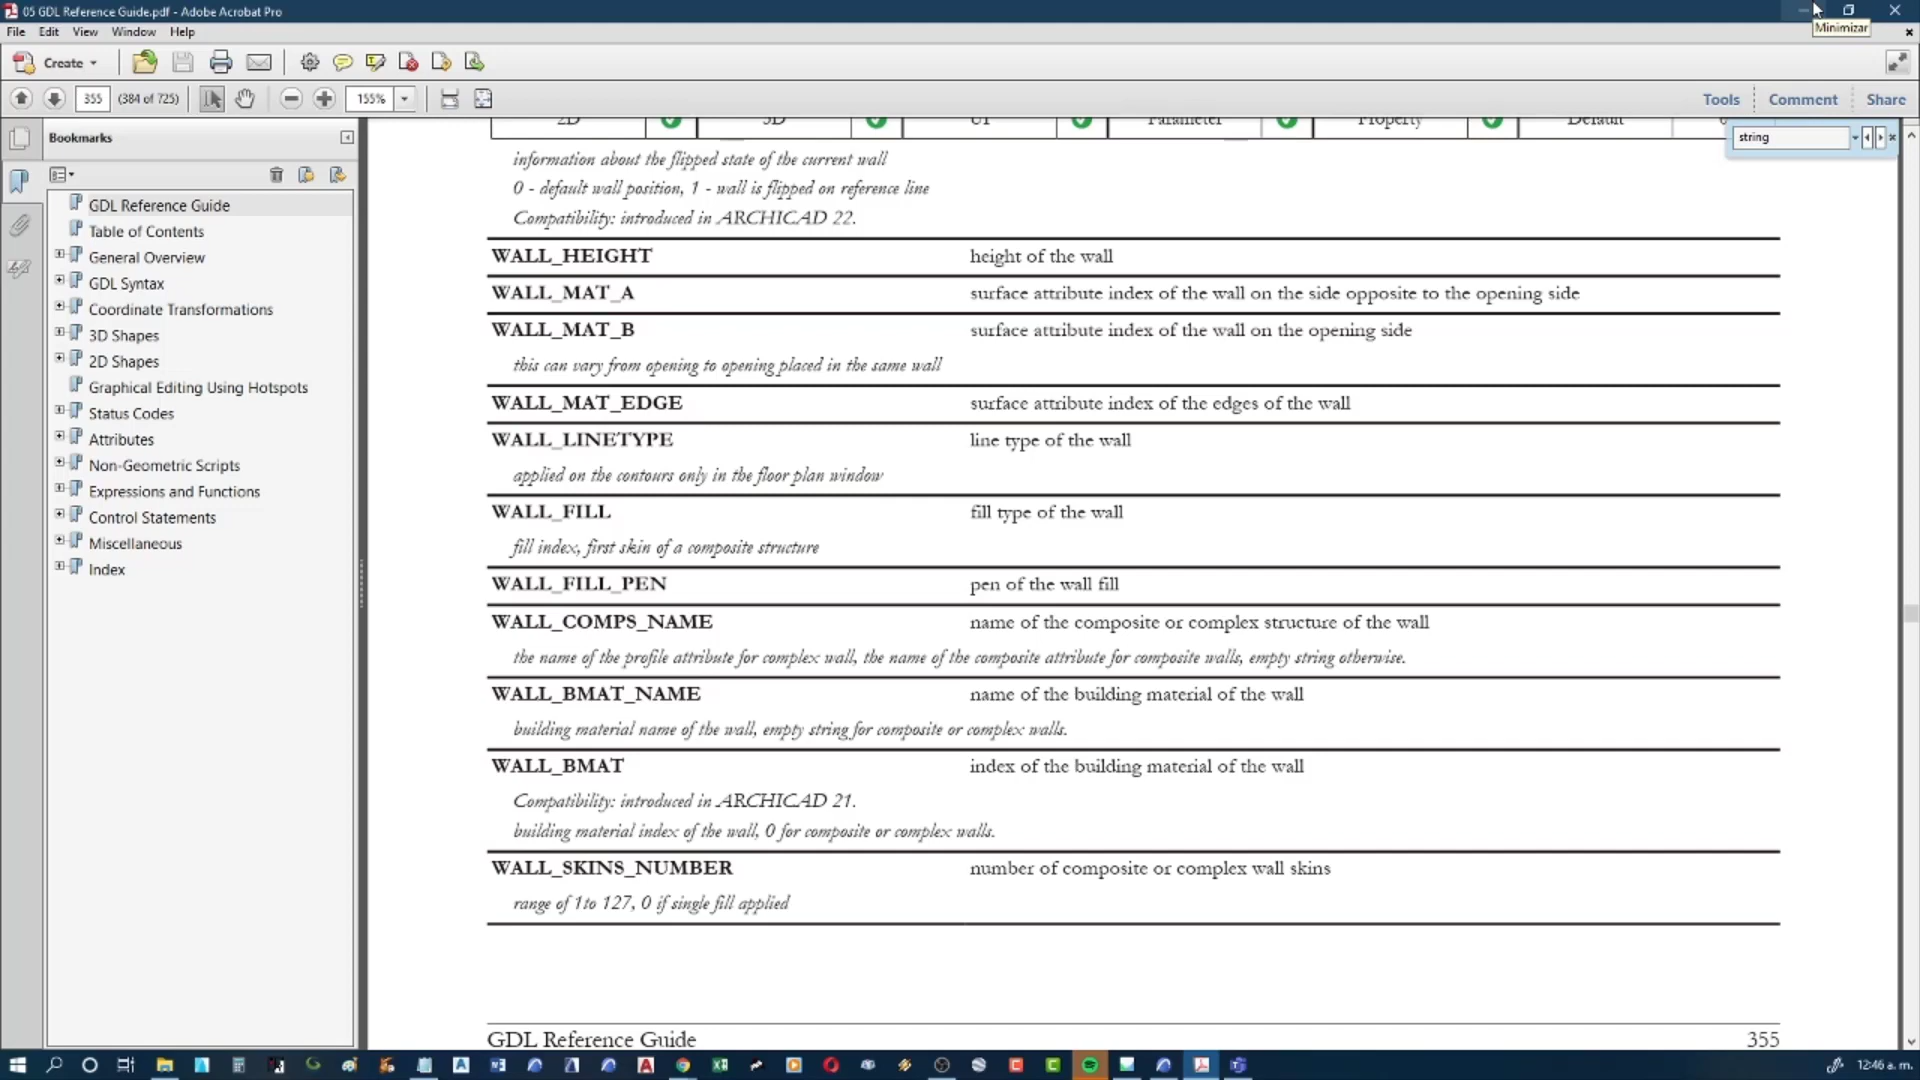 05 GDL Reference Guide.pdf - Adobe Acrobat Pro
Minimizar
File Edit View Window Help
Create
355 (384 of 725) 155% Tools Comment Share
Bookmarks
string
GDL Reference Guide
Table of Contents
General Overview
GDL Syntax
Coordinate Transformations
3D Shapes
2D Shapes
Graphical Editing Using Hotspots
Status Codes
Attributes
Non-Geometric Scripts
Expressions and Functions
Control Statements
Miscellaneous
Index
2D 3D UI Parameter Property Default
information about the flipped state of the current wall
0 - default wall position, 1 - wall is flipped on reference line
Compatibility: introduced in ARCHICAD 22.
WALL_HEIGHT height of the wall
WALL_MAT_A surface attribute index of the wall on the side opposite to the opening side
WALL_MAT_B surface attribute index of the wall on the opening side
this can vary from opening to opening placed in the same wall
WALL_MAT_EDGE surface attribute index of the edges of the wall
WALL_LINETYPE line type of the wall
applied on the contours only in the floor plan window
WALL_FILL fill type of the wall
fill index, first skin of a composite structure
WALL_FILL_PEN pen of the wall fill
WALL_COMPS_NAME name of the composite or complex structure of the wall
the name of the profile attribute for complex wall, the name of the composite attribute for composite walls, empty string otherwise.
WALL_BMAT_NAME name of the building material of the wall
building material name of the wall, empty string for composite or complex walls.
WALL_BMAT index of the building material of the wall
Compatibility: introduced in ARCHICAD 21.
building material index of the wall, 0 for composite or complex walls.
WALL_SKINS_NUMBER number of composite or complex wall skins
range of 1to 127, 0 if single fill applied
GDL Reference Guide 355
12:46 a. m.